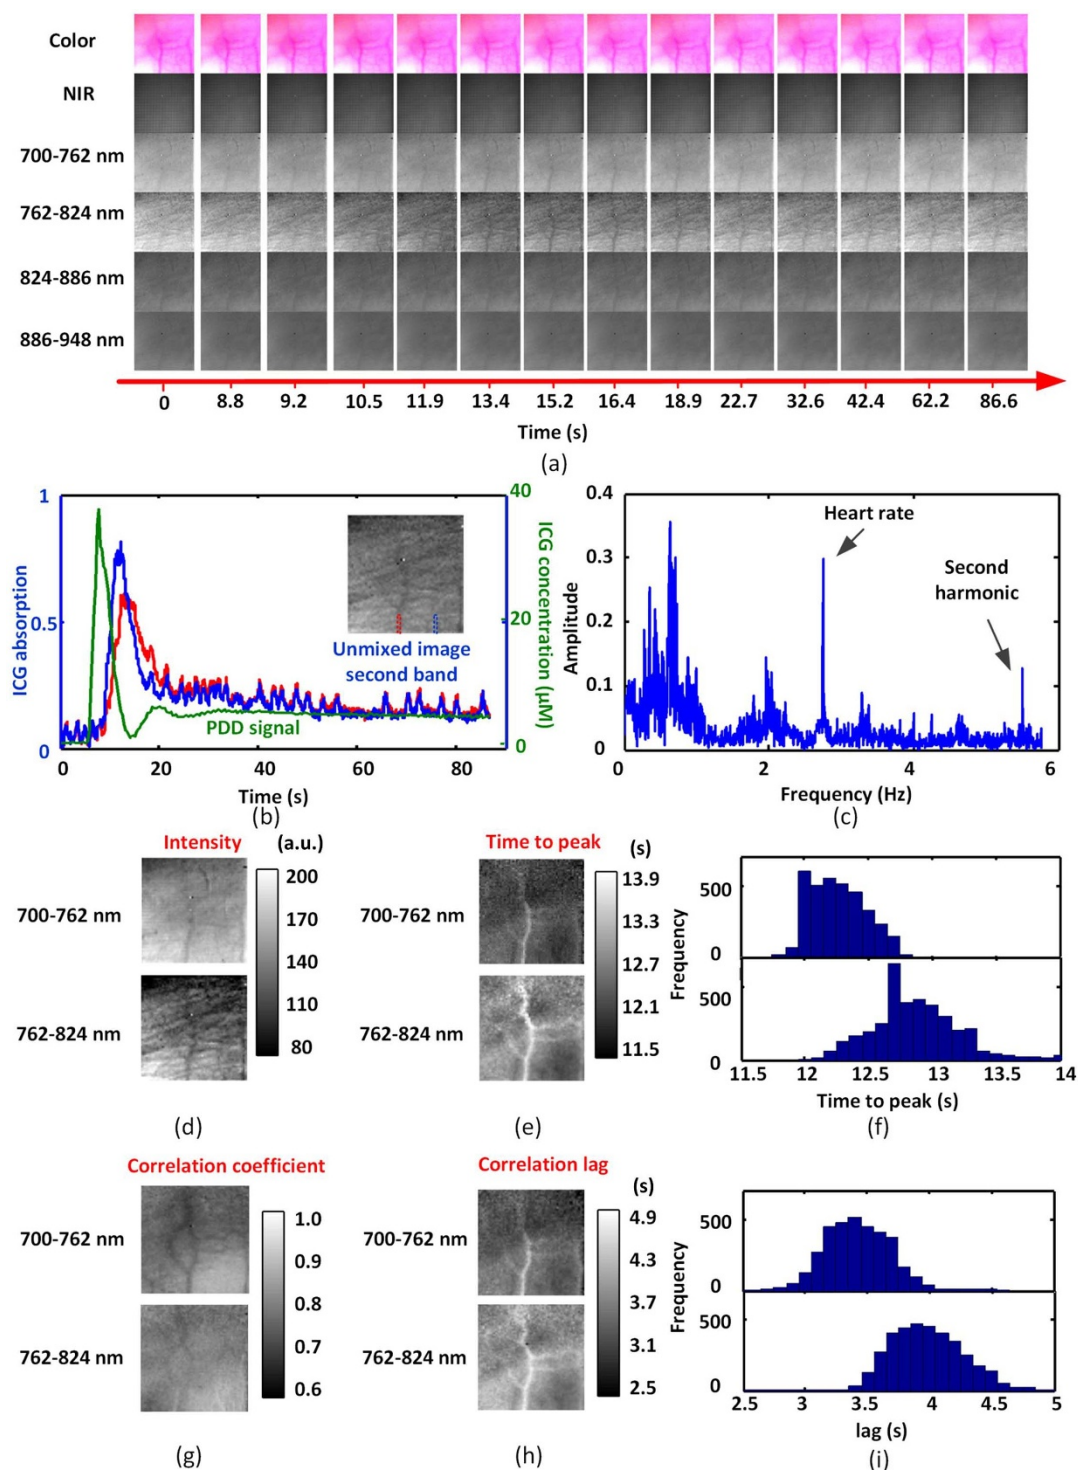 Color
NIR
700-762 nm
762-824 nm
824-886 nm
886-948 nm
0 8.8 9.2 10.5 11.9 13.4 15.2 16.4 18.9 22.7 32.6 42.4 62.2 86.6
Time (s)
(a)
ICG absorption
1
0.5
0
40
20
0
ICG concentration (µM)
Unmixed image
second band
PDD signal
0 20 40 60 80
Time (s)
(b)
Amplitude
0.4
0.3
0.2
0.1
0
Heart rate
Second
harmonic
0 2 4 6
Frequency (Hz)
(c)
Intensity (a.u.)
700-762 nm
762-824 nm
200
170
140
110
80
(d)
Time to peak (s)
700-762 nm
762-824 nm
13.9
13.3
12.7
12.1
11.5
(e)
Frequency
500
0
500
0
11.5 12 12.5 13 13.5 14
Time to peak (s)
(f)
Correlation coefficient
700-762 nm
762-824 nm
1.0
0.9
0.8
0.7
0.6
(g)
Correlation lag (s)
700-762 nm
762-824 nm
4.9
4.3
3.7
3.1
2.5
(h)
Frequency
500
0
500
0
2.5 3 3.5 4 4.5 5
lag (s)
(i)